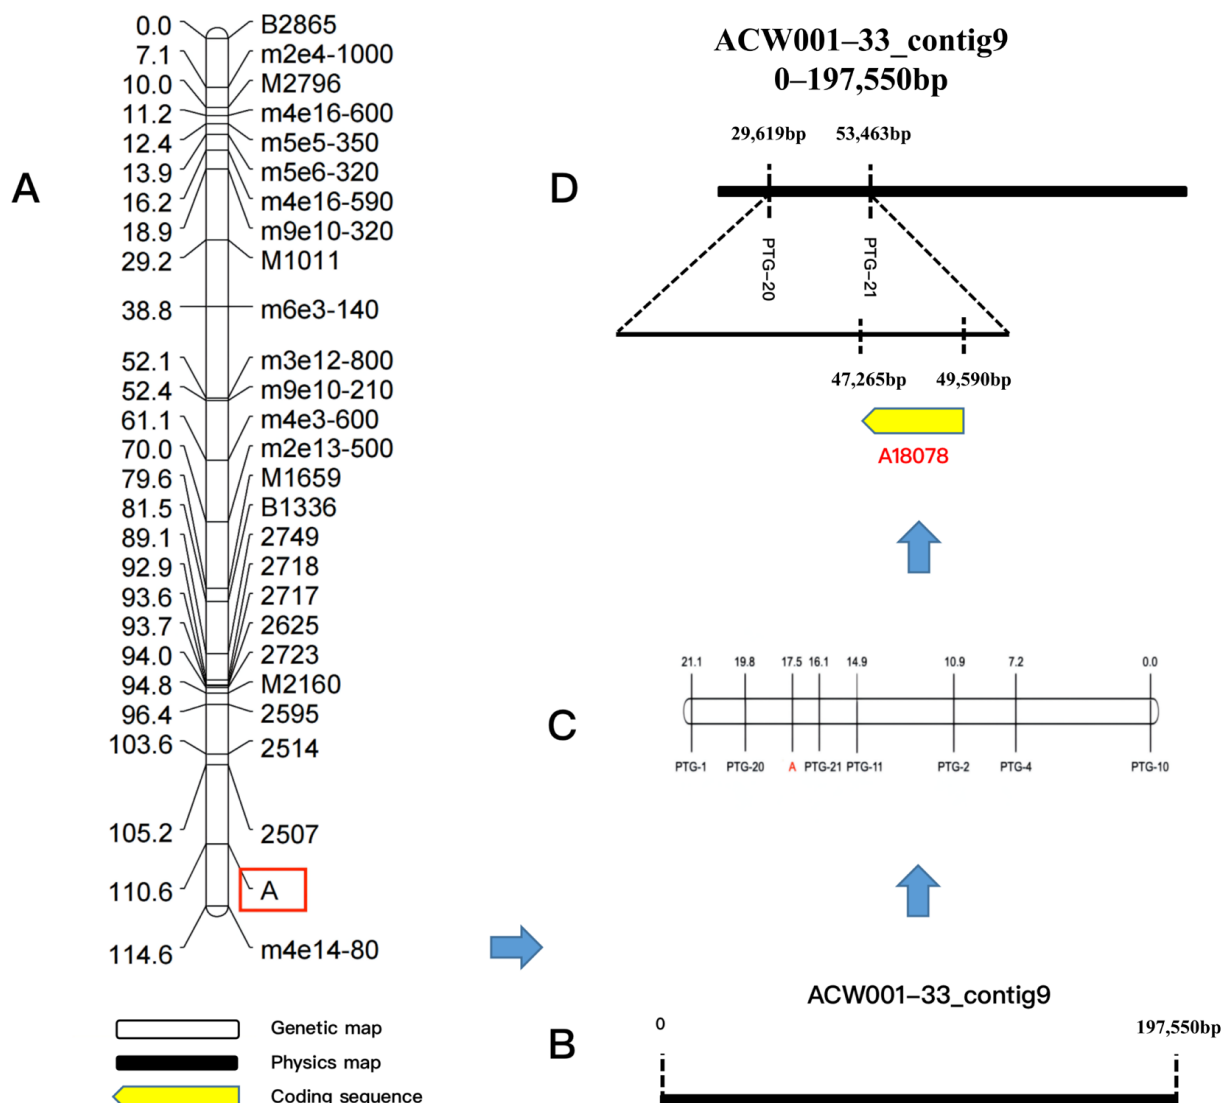 A
0.0 B2865
7.1 m2e4-1000
10.0 M2796
11.2 m4e16-600
12.4 m5e5-350
13.9 m5e6-320
16.2 m4e16-590
18.9 m9e10-320
29.2 M1011
38.8 m6e3-140
52.1 m3e12-800
52.4 m9e10-210
61.1 m4e3-600
70.0 m2e13-500
79.6 M1659
81.5 B1336
89.1 2749
92.9 2718
93.6 2717
93.7 2625
94.0 2723
94.8 M2160
96.4 2595
103.6 2514
105.2 2507
110.6 A
114.6 m4e14-80
Genetic map
Physics map
Coding sequence
D
ACW001–33_contig9
0–197,550bp
29,619bp 53,463bp
PTG–20
PTG–21
47,265bp 49,590bp
A18078
C
21.1 19.8 17.5 16.1 14.9 10.9 7.2 0.0
PTG-1 PTG-20 A PTG-21 PTG-11 PTG-2 PTG-4 PTG-10
B
ACW001–33_contig9
0 197,550bp